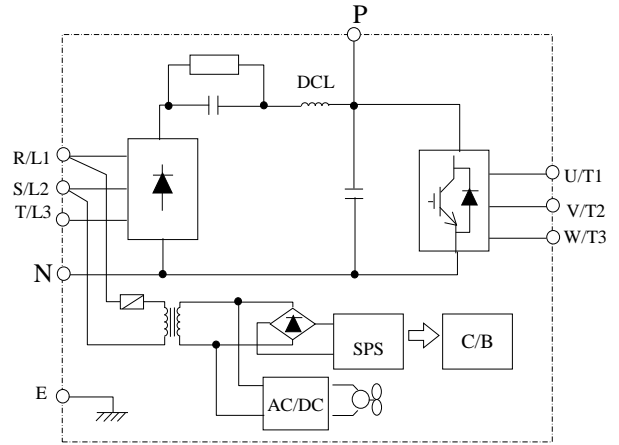 P
DCL
R/L1
S/L2
T/L3
U/T1
V/T2
W/T3
N
SPS
C/B
E
AC/DC